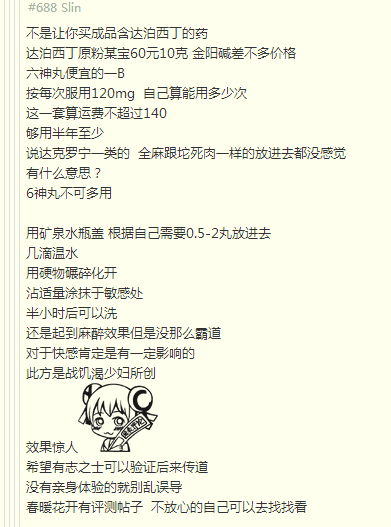 #688 Slin
不是让你买成品含达泊西丁的药
达泊西丁原粉某宝60元10克 金阳碱差不多价格
六神丸便宜的一B
按每次服用120mg 自己算能用多少次
这一套算运费不超过140
够用半年至少
说达克罗宁一类的 全麻跟坨死肉一样的放进去都没感觉
有什么意思？
6神丸不可多用
用矿泉水瓶盖 根据自己需要0.5-2丸放进去
几滴温水
用硬物碾碎化开
沾适量涂抹于敏感处
半小时后可以洗
还是起到麻醉效果但是没那么霸道
对于快感肯定是有一定影响的
此方是战饥渴少妇所创
效果惊人
希望有志之士可以验证后来传道
没有亲身体验的就别乱误导
春暖花开有评测帖子 不放心的自己可以去找找看